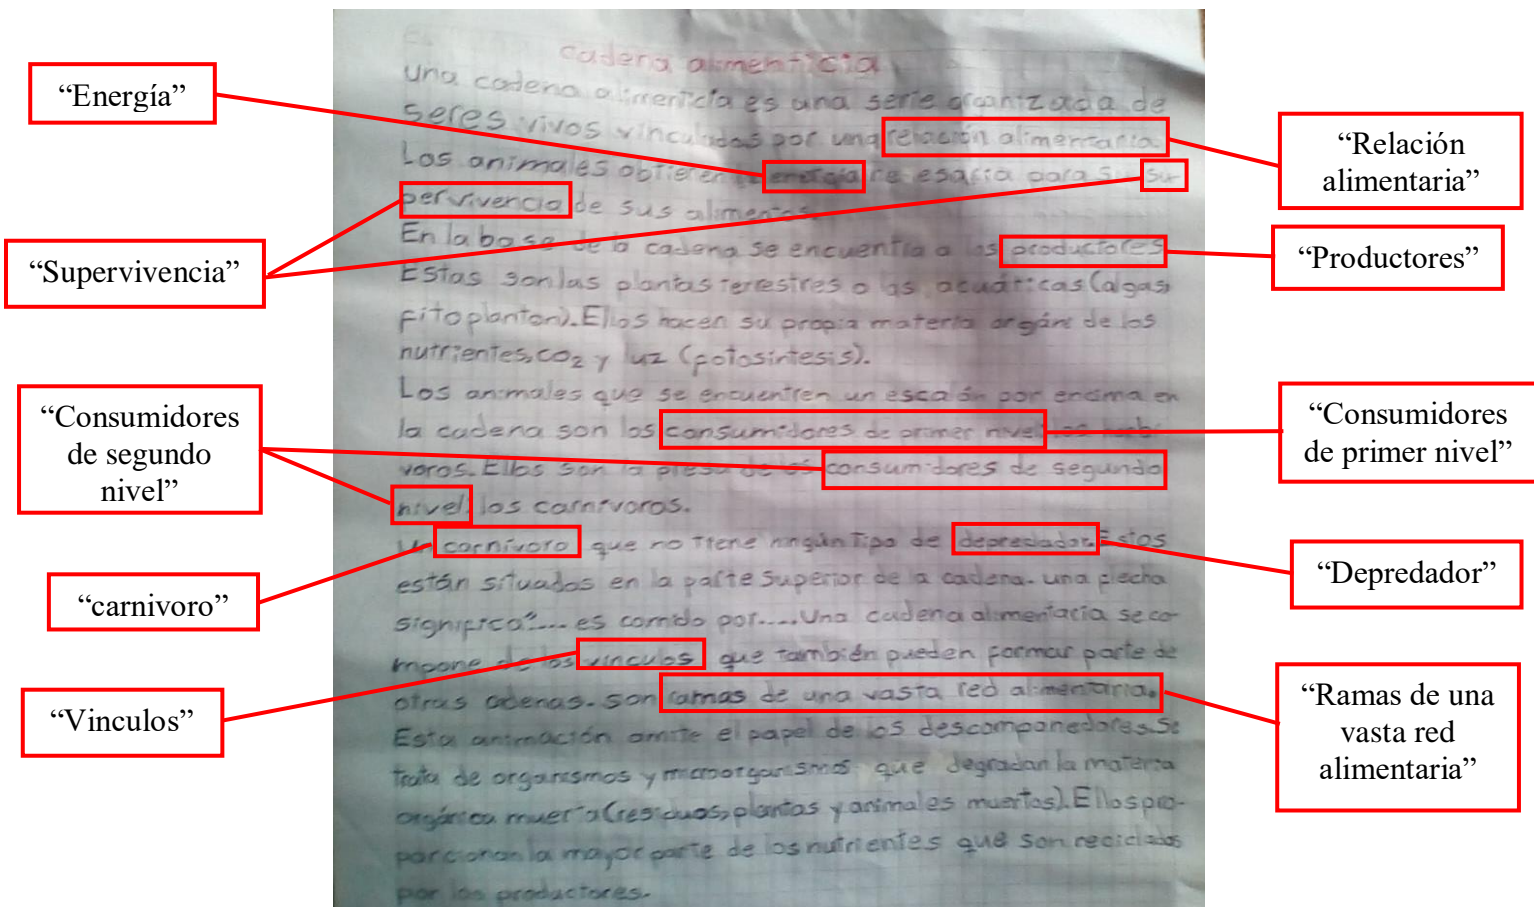 “Energía”
“Supervivencia”
“Consumidores
de segundo
nivel”
“carnivoro”
“Vinculos”
cadena alimenticia
una cadena alimenticia es una serie organizada de
seres vivos vinculados por una relación alimentaria.
Los animales obtienen energía para su su-
pervivencia de sus alimentos.
En la base de la cadena se encuentra a los productores
Estas son las plantas terrestres o las acuáticas (algas,
fitoplanton). Ellos hacen su propia materia orgáni de los
nutrientes, co₂ y luz (fotosintesis).
Los animales que se encuentren un escalón por encima en
la cadena son los consumidores de primer nivel
voros. Ellos son la presa de los consumidores de segundo
nivel: los carnivoros.
un carnívoro que no tiene ningún tipo de depredador. Estos
están situados en la parte superior de la cadena. una flecha
significa "... es comido por.... Una cadena alimentaria se co-
mpone de los vinculos que también pueden formar parte de
otras cadenas. son ramas de una vasta red alimentaria.
Esta animación omite el papel de los descomponedores. Se
trata de organismos y microorganismos que degradan la materia
orgánica muerta (residuos, plantas y animales muertos). Ellos pro-
porcionan la mayor parte de los nutrientes que son reciclados
por los productores.
“Relación
alimentaria”
“Productores”
“Consumidores
de primer nivel”
“Depredador”
“Ramas de una
vasta red
alimentaria”